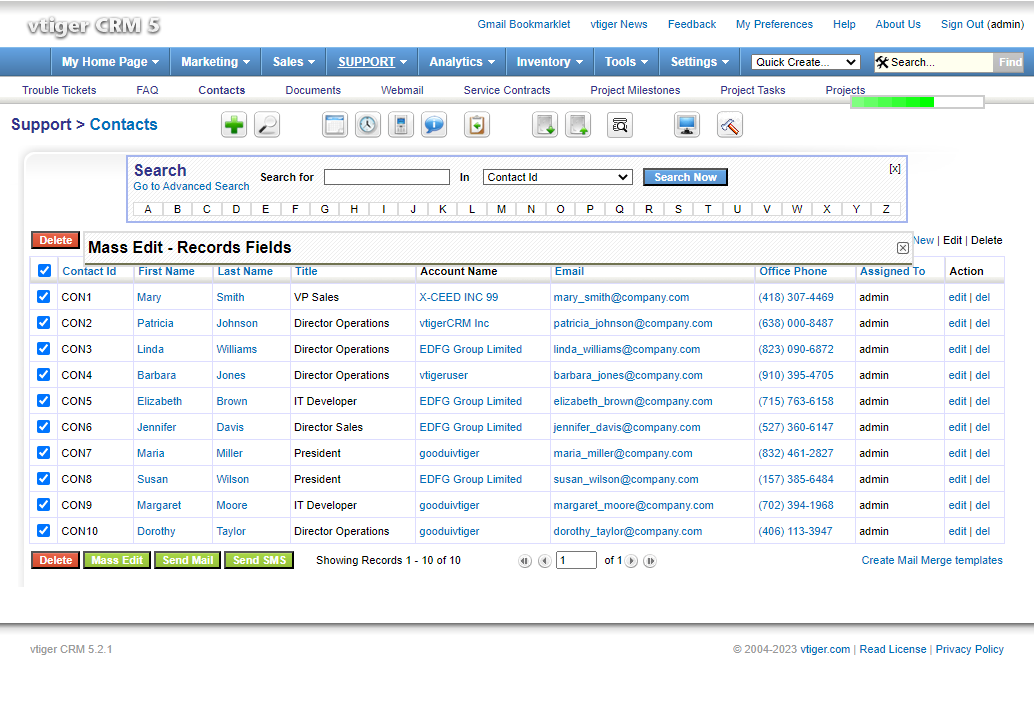 vtiger CRM 5
Gmail Bookmarklet vtiger News Feedback My Preferences Help About Us Sign Out (admin)
My Home Page Marketing Sales SUPPORT Analytics Inventory Tools Settings Quick Create... Search... Find
Trouble Tickets FAQ Contacts Documents Webmail Service Contracts Project Milestones Project Tasks Projects
Support > Contacts
Search
Go to Advanced Search
Search for In Contact Id Search Now
[x]
A B C D E F G H I J K L M N O P Q R S T U V W X Y Z
Delete
Mass Edit - Records Fields
New | Edit | Delete
Contact Id First Name Last Name Title Account Name Email Office Phone Assigned To Action
CON1 Mary Smith VP Sales X-CEED INC 99 mary_smith@company.com (418) 307-4469 admin edit | del
CON2 Patricia Johnson Director Operations vtigerCRM Inc patricia_johnson@company.com (638) 000-8487 admin edit | del
CON3 Linda Williams Director Operations EDFG Group Limited linda_williams@company.com (823) 090-6872 admin edit | del
CON4 Barbara Jones Director Operations vtigeruser barbara_jones@company.com (910) 395-4705 admin edit | del
CON5 Elizabeth Brown IT Developer EDFG Group Limited elizabeth_brown@company.com (715) 763-6158 admin edit | del
CON6 Jennifer Davis Director Sales EDFG Group Limited jennifer_davis@company.com (527) 360-6147 admin edit | del
CON7 Maria Miller President gooduivtiger maria_miller@company.com (832) 461-2827 admin edit | del
CON8 Susan Wilson President EDFG Group Limited susan_wilson@company.com (157) 385-6484 admin edit | del
CON9 Margaret Moore IT Developer gooduivtiger margaret_moore@company.com (702) 394-1968 admin edit | del
CON10 Dorothy Taylor Director Operations gooduivtiger dorothy_taylor@company.com (406) 113-3947 admin edit | del
Delete Mass Edit Send Mail Send SMS Showing Records 1 - 10 of 10 1 of 1 Create Mail Merge templates
vtiger CRM 5.2.1 © 2004-2023 vtiger.com | Read License | Privacy Policy